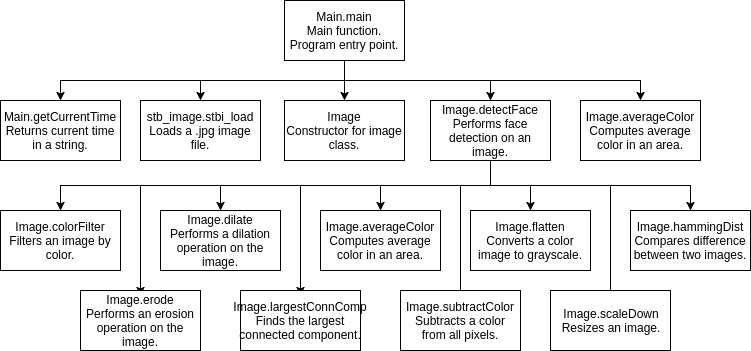 Main.main
Main function.
Program entry point.
Main.getCurrentTime
Returns current time
in a string.
stb_image.stbi_load
Loads a .jpg image
file.
Image
Constructor for image
class.
Image.detectFace
Performs face
detection on an
image.
Image.averageColor
Computes average
color in an area.
Image.colorFilter
Filters an image by
color.
Image.dilate
Performs a dilation
operation on the
image.
Image.averageColor
Computes average
color in an area.
Image.flatten
Converts a color
image to grayscale.
Image.hammingDist
Compares difference
between two images.
Image.erode
Performs an erosion
operation on the
image.
Image.largestConnComp
Finds the largest
connected component.
Image.subtractColor
Subtracts a color
from all pixels.
Image.scaleDown
Resizes an image.